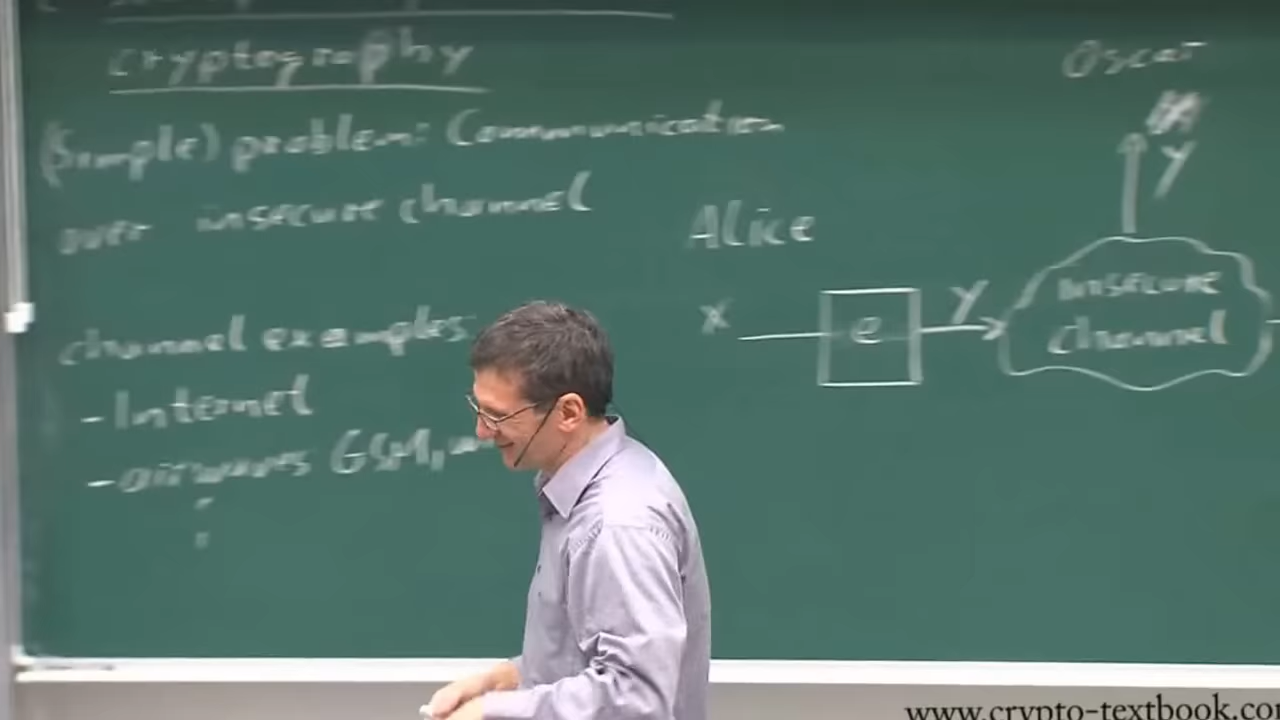 cryptography
(Simple) problem: Communication
over insecure channel
channel examples:
- Internet
- airwaves GSM,
Oscar
y
Alice
x
e
y
insecure
channel
www.crypto-textbook.co